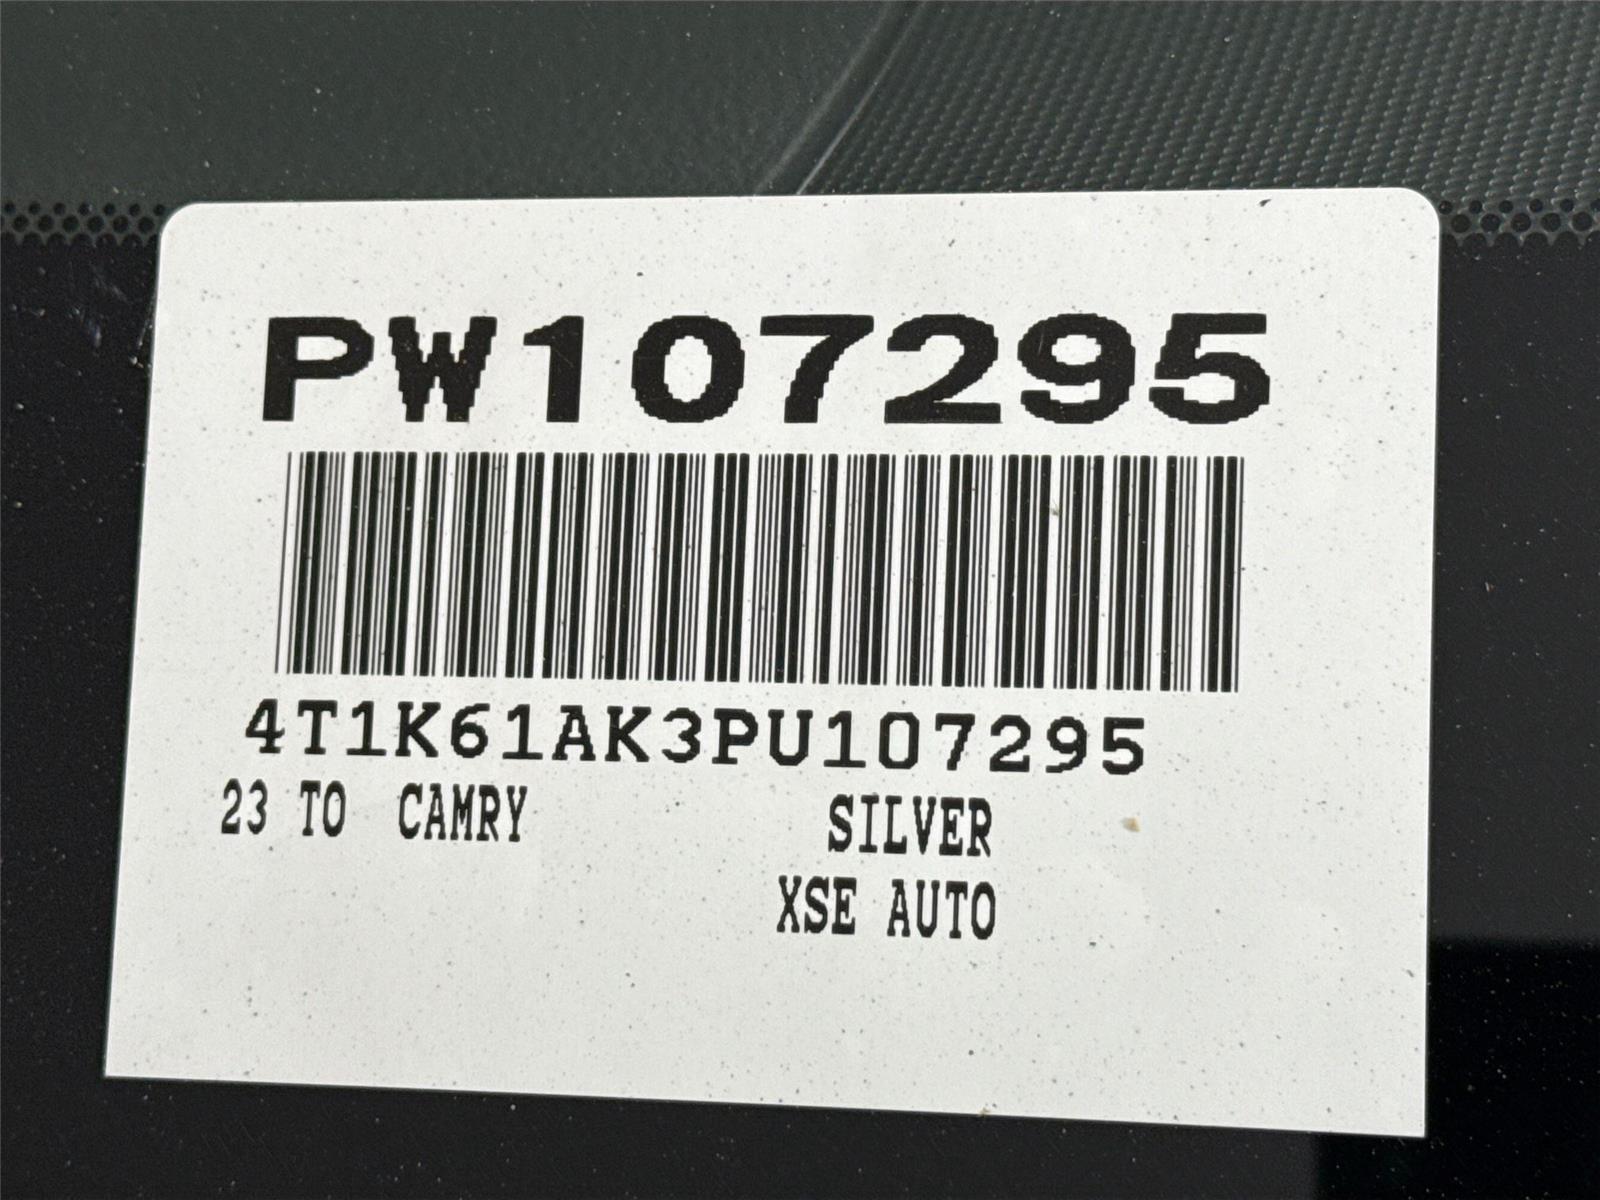 PW107295
4T1K61AK3PU107295
23 TO CAMRY SILVER
XSE AUTO